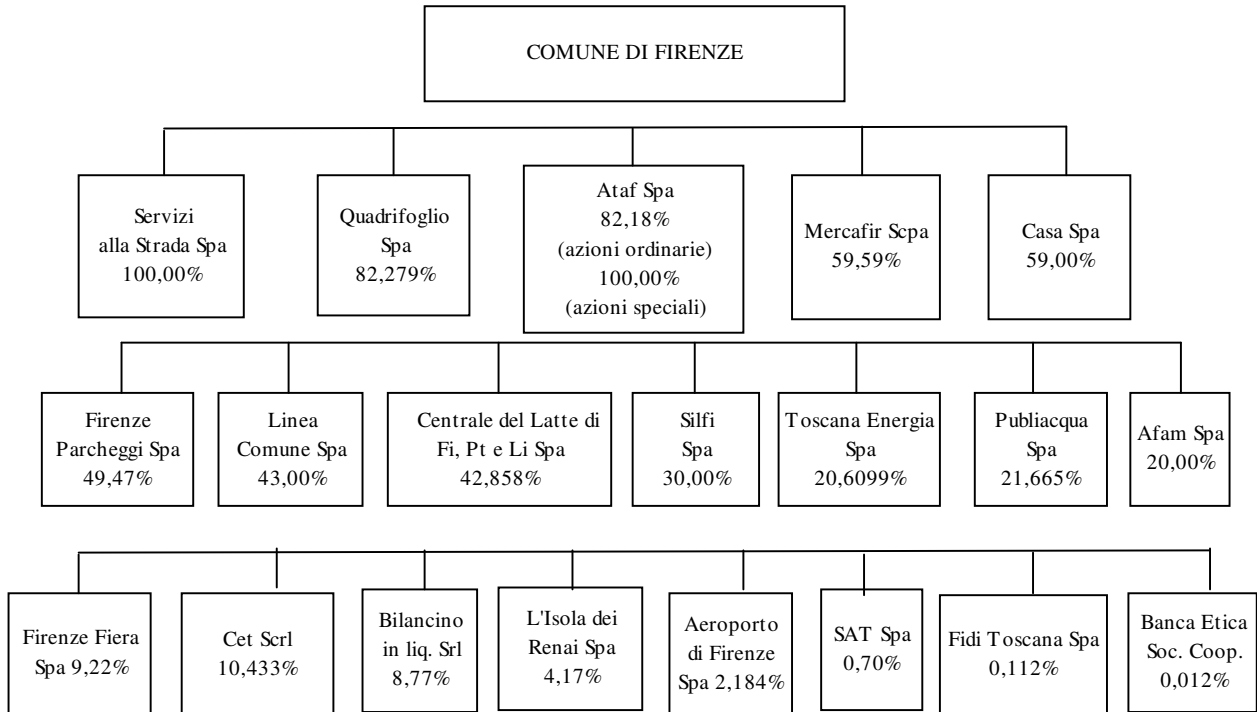 COMUNE DI FIRENZE
Servizi
alla Strada Spa
100,00%
Quadrifoglio
Spa
82,279%
Ataf Spa
82,18%
(azioni ordinarie)
100,00%
(azioni speciali)
Mercafir Scpa
59,59%
Casa Spa
59,00%
Firenze
Parcheggi Spa
49,47%
Linea
Comune Spa
43,00%
Centrale del Latte di
Fi, Pt e Li Spa
42,858%
Silfi
Spa
30,00%
Toscana Energia
Spa
20,6099%
Publiacqua
Spa
21,665%
Afam Spa
20,00%
Firenze Fiera
Spa 9,22%
Cet Scrl
10,433%
Bilancino
in liq. Srl
8,77%
L'Isola dei
Renai Spa
4,17%
Aeroporto
di Firenze
Spa 2,184%
SAT Spa
0,70%
Fidi Toscana Spa
0,112%
Banca Etica
Soc. Coop.
0,012%